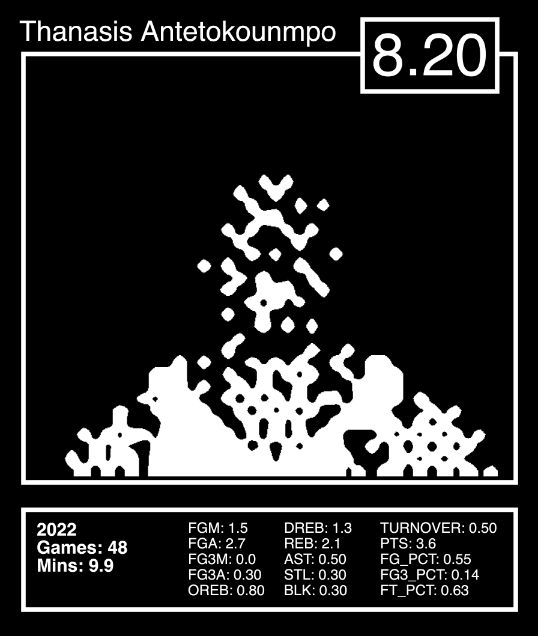 Thanasis Antetokounmpo
8.20
2022
Games: 48
Mins: 9.9
FGM: 1.5
FGA: 2.7
FG3M: 0.0
FG3A: 0.30
OREB: 0.80
DREB: 1.3
REB: 2.1
AST: 0.50
STL: 0.30
BLK: 0.30
TURNOVER: 0.50
PTS: 3.6
FG_PCT: 0.55
FG3_PCT: 0.14
FT_PCT: 0.63